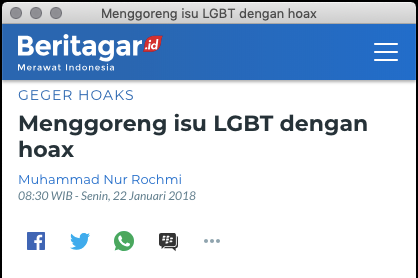 Menggoreng isu LGBT dengan hoax
Beritagar.id
Merawat Indonesia
GEGER HOAKS
Menggoreng isu LGBT dengan
hoax
Muhammad Nur Rochmi
08:30 WIB - Senin, 22 Januari 2018